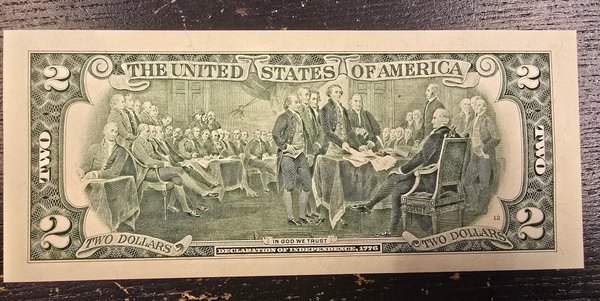 THE UNITED STATES OF AMERICA
2
2
TWO
TWO
12
2
2
TWO DOLLARS
IN GOD WE TRUST
TWO DOLLARS
DECLARATION OF INDEPENDENCE, 1776